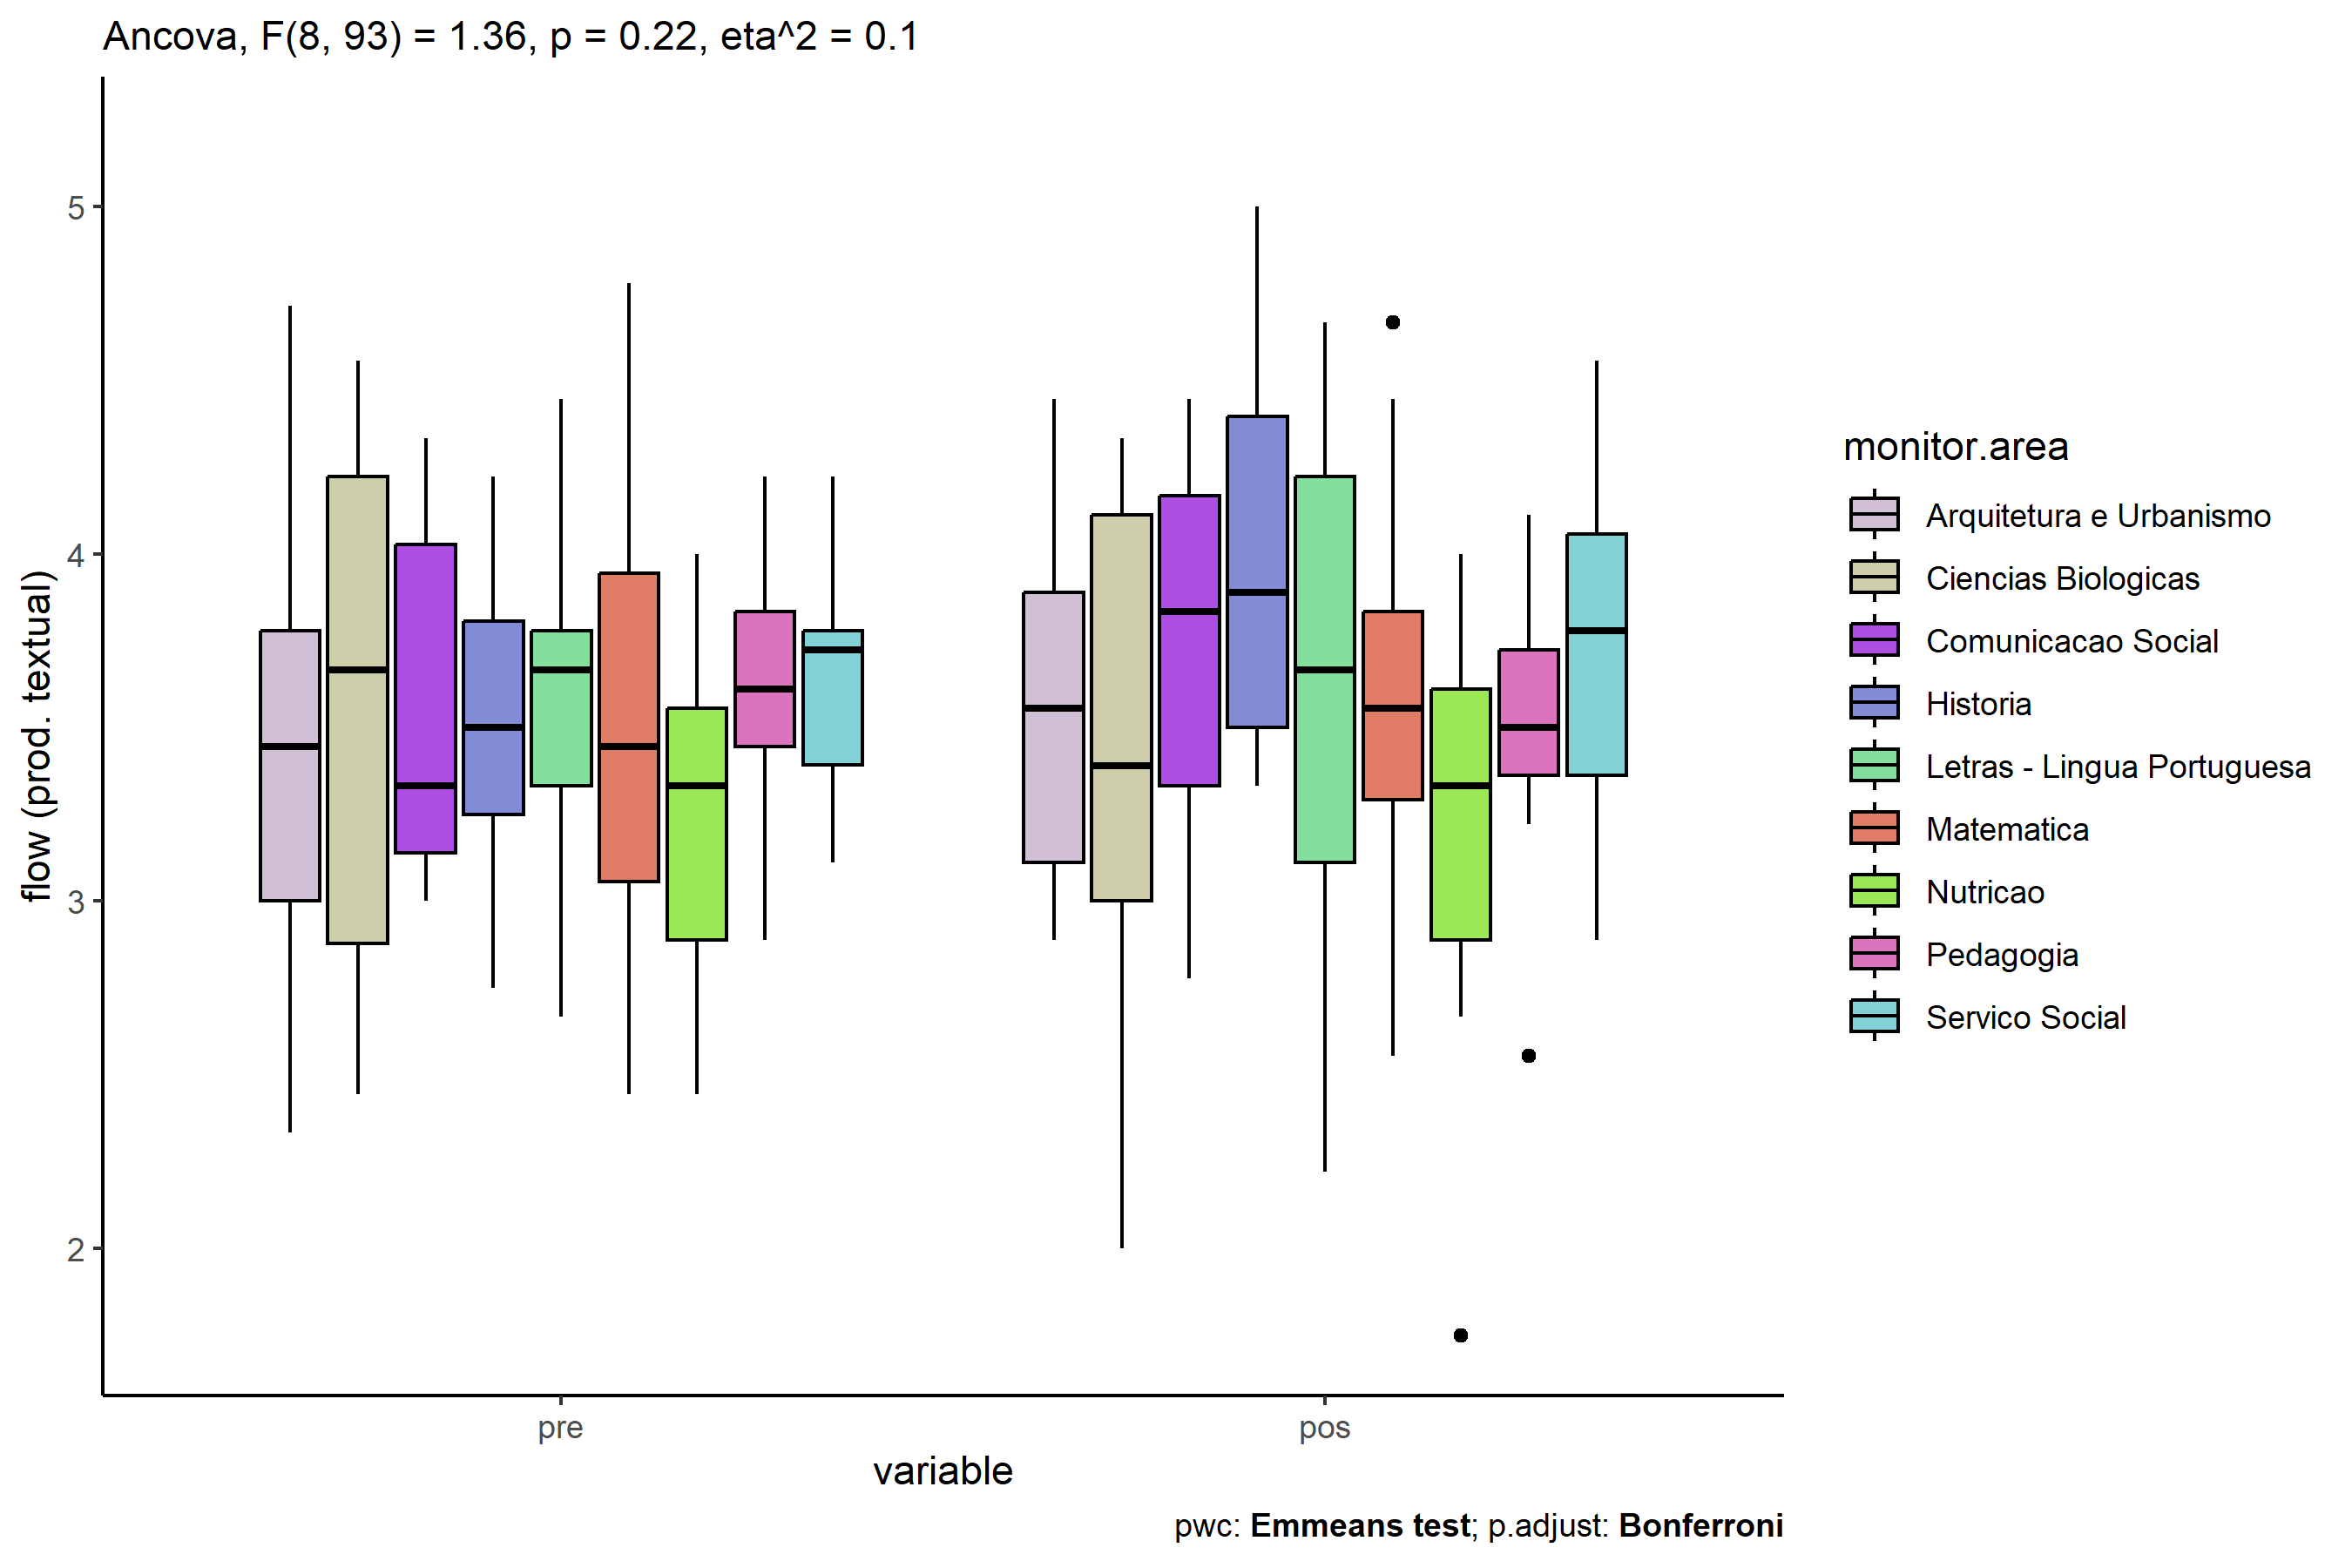 Ancova, F(8, 93) = 1.36, p = 0.22, eta^2 = 0.1
flow (prod. textual)
5
4
3
2
pre
pos
variable
pwc: Emmeans test; p.adjust: Bonferroni
monitor.area
Arquitetura e Urbanismo
Ciencias Biologicas
Comunicacao Social
Historia
Letras - Lingua Portuguesa
Matematica
Nutricao
Pedagogia
Servico Social